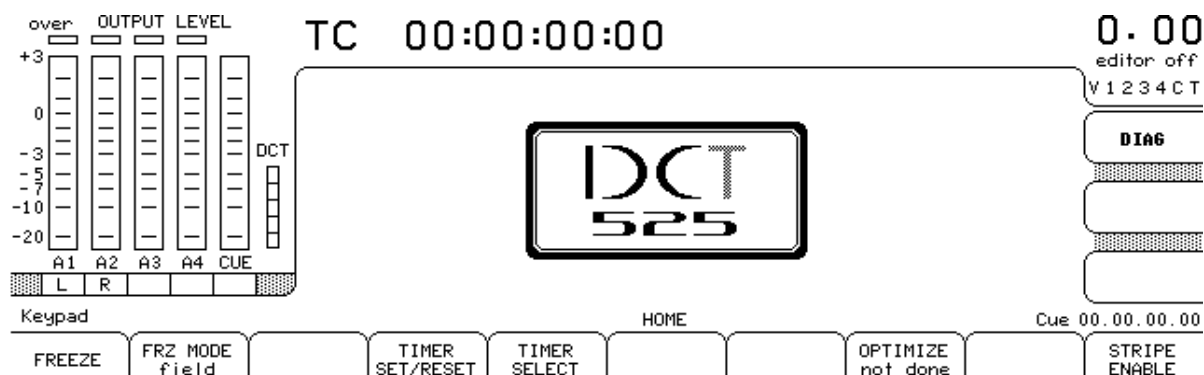 over OUTPUT LEVEL
TC 00:00:00:00
0.00
editor off
V 1 2 3 4 C T
+3
0
-3
-5
-7
-10
-20
DCT
A1 A2 A3 A4 CUE
L R
DCT
525
DIAG
Keypad
HOME
Cue 00.00.00.00
FREEZE
FRZ MODE
field
TIMER
SET/RESET
TIMER
SELECT
OPTIMIZE
not done
STRIPE
ENABLE